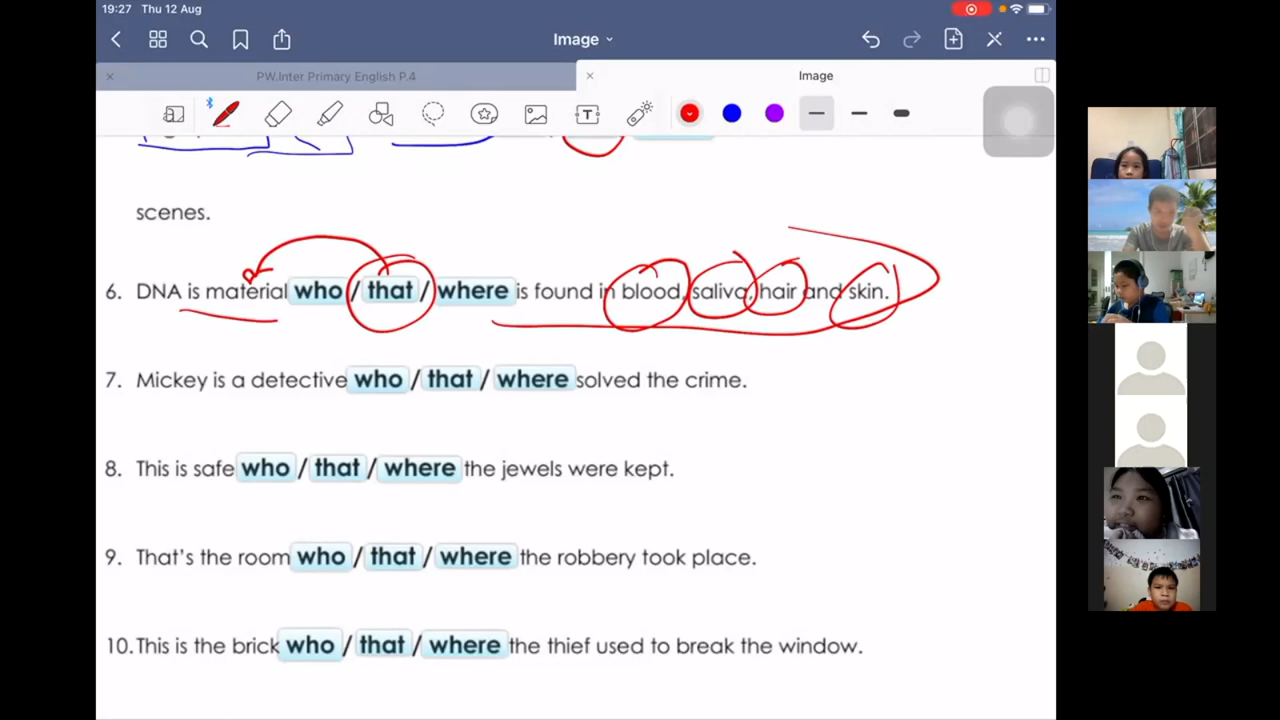 19:27 Thu 12 Aug
Image
PW.Inter Primary English P.4
Image
T
scenes.
6. DNA is material who / that / where is found in blood, saliva, hair and skin.
7. Mickey is a detective who / that / where solved the crime.
8. This is safe who / that / where the jewels were kept.
9. That's the room who / that / where the robbery took place.
10. This is the brick who / that / where the thief used to break the window.